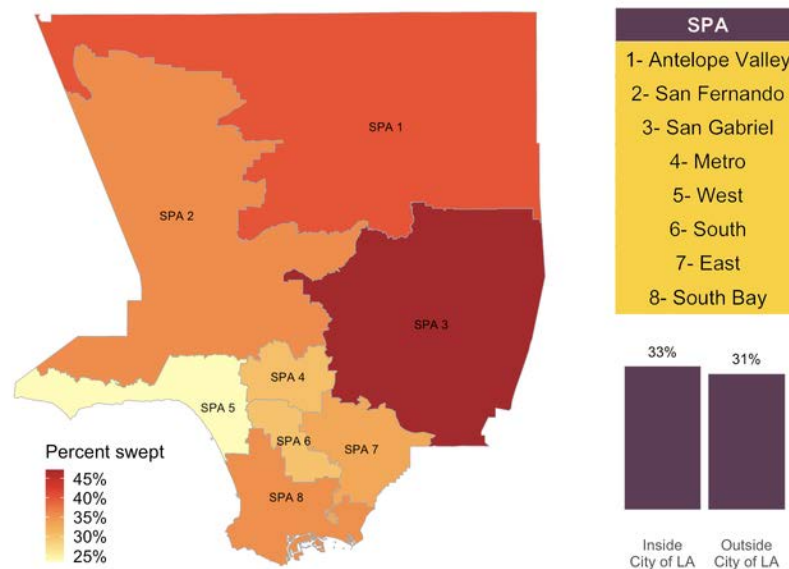 SPA 1
SPA 2
SPA 3
SPA 4
SPA 5
SPA 6
SPA 7
SPA 8
Percent swept
45%
40%
35%
30%
25%
SPA
1- Antelope Valley
2- San Fernando
3- San Gabriel
4- Metro
5- West
6- South
7- East
8- South Bay
33%
31%
Inside
City of LA
Outside
City of LA